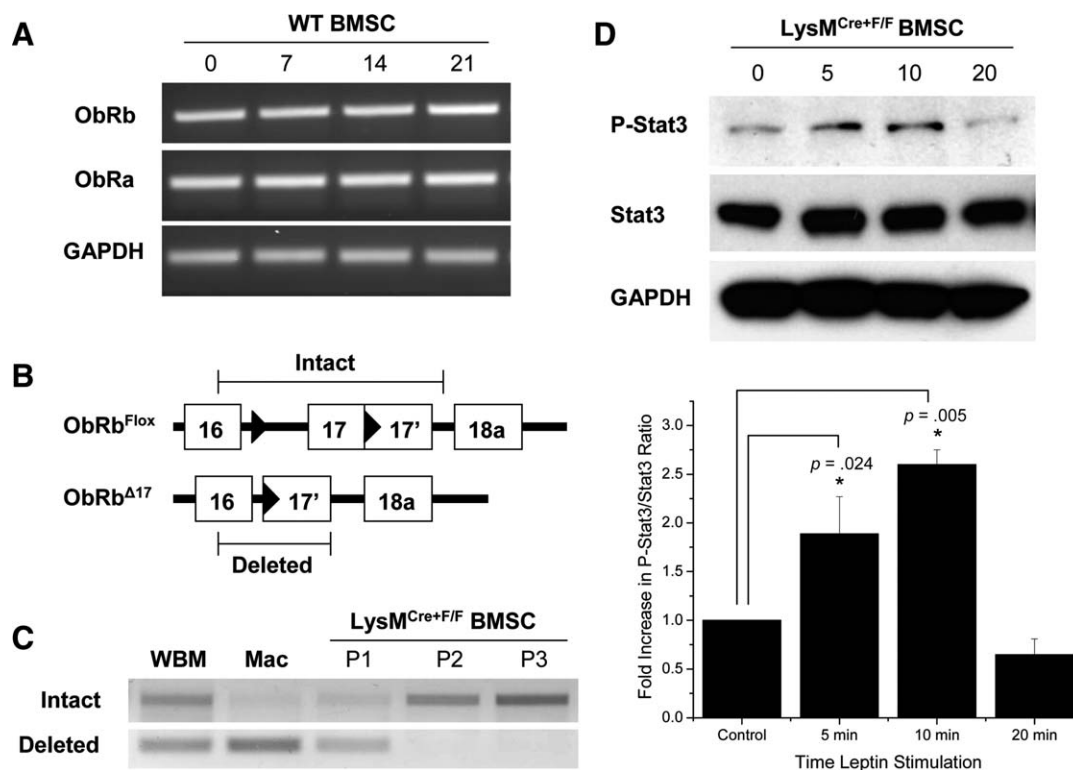 A
WT BMSC
0 7 14 21
ObRb
ObRa
GAPDH
B
Intact
ObRb^Flox 16 17 17' 18a
ObRb^Δ17 16 17' 18a
Deleted
C
LysM^Cre+F/F BMSC
WBM Mac P1 P2 P3
Intact
Deleted
D
LysM^Cre+F/F BMSC
0 5 10 20
P-Stat3
Stat3
GAPDH
Fold Increase in P-Stat3/Stat3 Ratio
3.0
2.5
2.0
1.5
1.0
0.5
0.0
p = .005
*
p = .024
*
Control 5 min 10 min 20 min
Time Leptin Stimulation